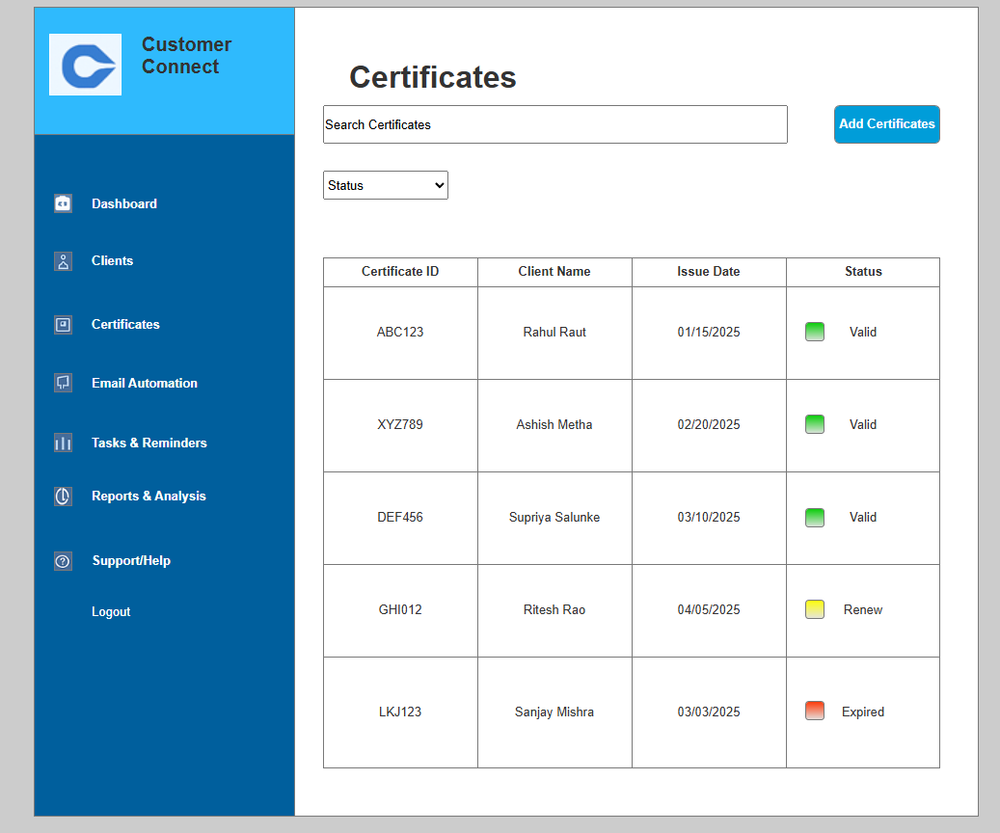 Customer
Connect
Dashboard
Clients
Certificates
Email Automation
Tasks & Reminders
Reports & Analysis
Support/Help
Logout
Certificates
Search Certificates
Add Certificates
Status
Certificate ID Client Name Issue Date Status
ABC123 Rahul Raut 01/15/2025 Valid
XYZ789 Ashish Metha 02/20/2025 Valid
DEF456 Supriya Salunke 03/10/2025 Valid
GHI012 Ritesh Rao 04/05/2025 Renew
LKJ123 Sanjay Mishra 03/03/2025 Expired